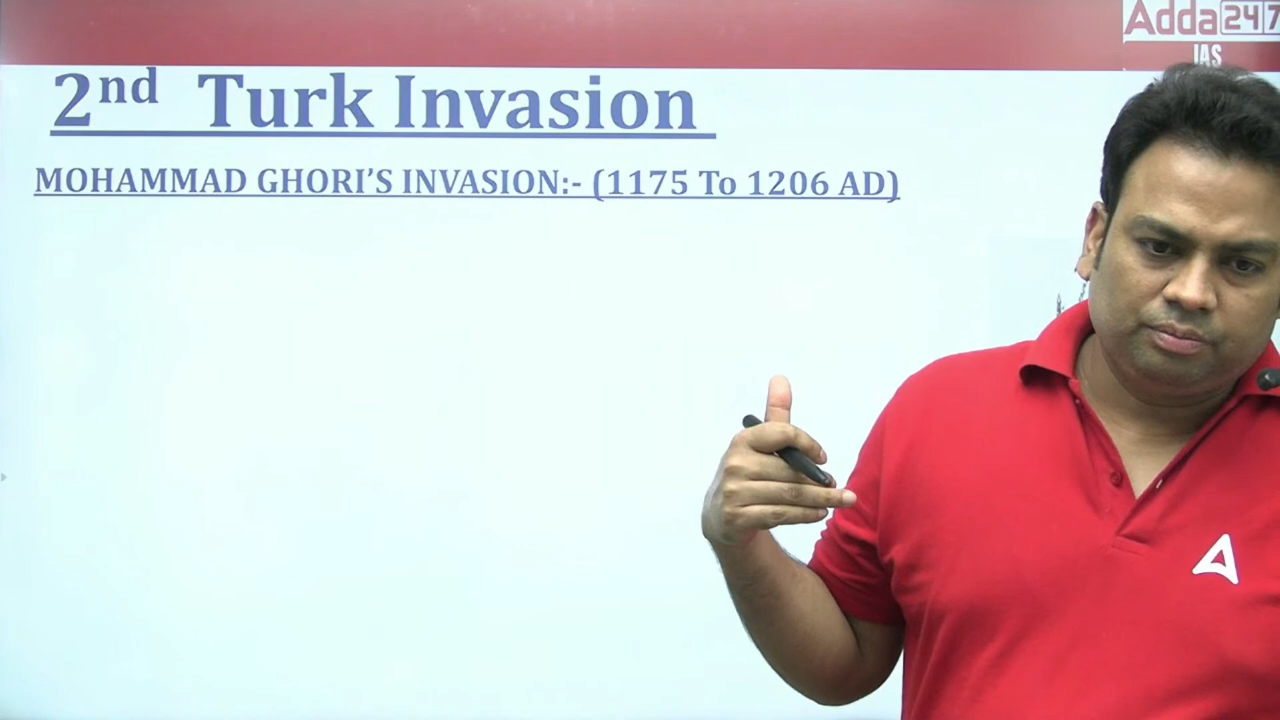 Adda247
IAS
2nd Turk Invasion
MOHAMMAD GHORI'S INVASION:- (1175 To 1206 AD)